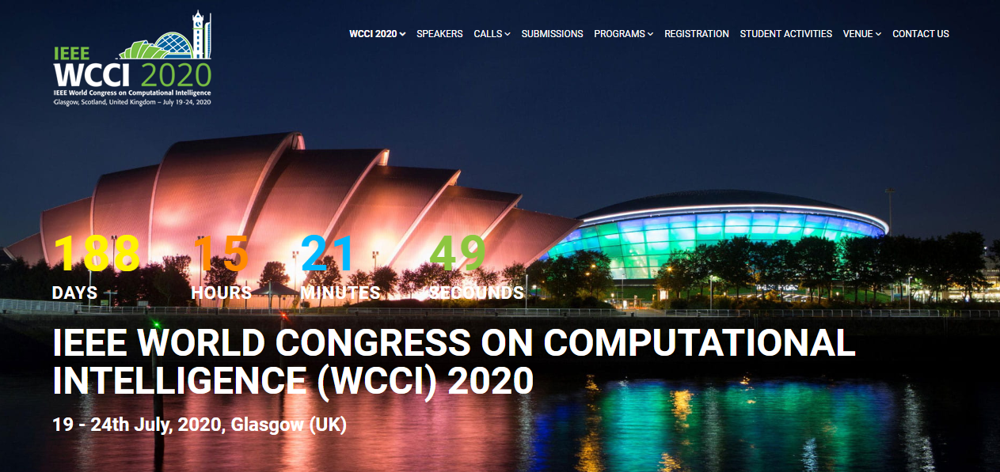 IEEE
WCCI 2020
IEEE World Congress on Computational Intelligence
Glasgow, Scotland, United Kingdom – July 19-24, 2020
WCCI 2020 SPEAKERS CALLS SUBMISSIONS PROGRAMS REGISTRATION STUDENT ACTIVITIES VENUE CONTACT US
188 15 21 49
DAYS HOURS MINUTES SECOUNDS
IEEE WORLD CONGRESS ON COMPUTATIONAL
INTELLIGENCE (WCCI) 2020
19 - 24th July, 2020, Glasgow (UK)